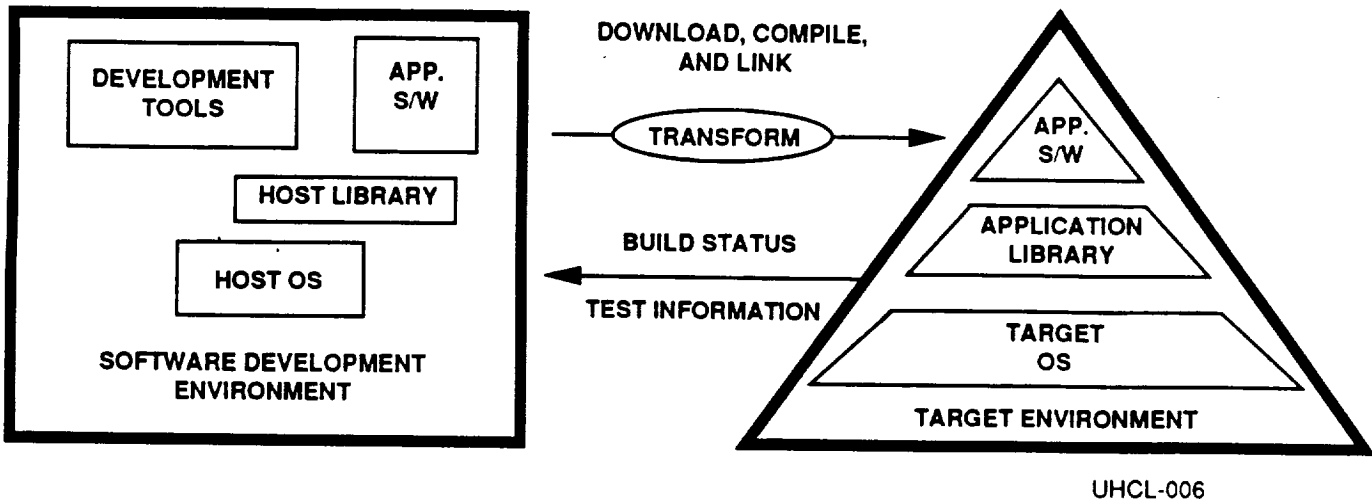 DEVELOPMENT
TOOLS
APP.
S/W
HOST LIBRARY
HOST OS
SOFTWARE DEVELOPMENT
ENVIRONMENT
DOWNLOAD, COMPILE,
AND LINK
TRANSFORM
BUILD STATUS
TEST INFORMATION
APP.
S/W
APPLICATION
LIBRARY
TARGET
OS
TARGET ENVIRONMENT
UHCL-006